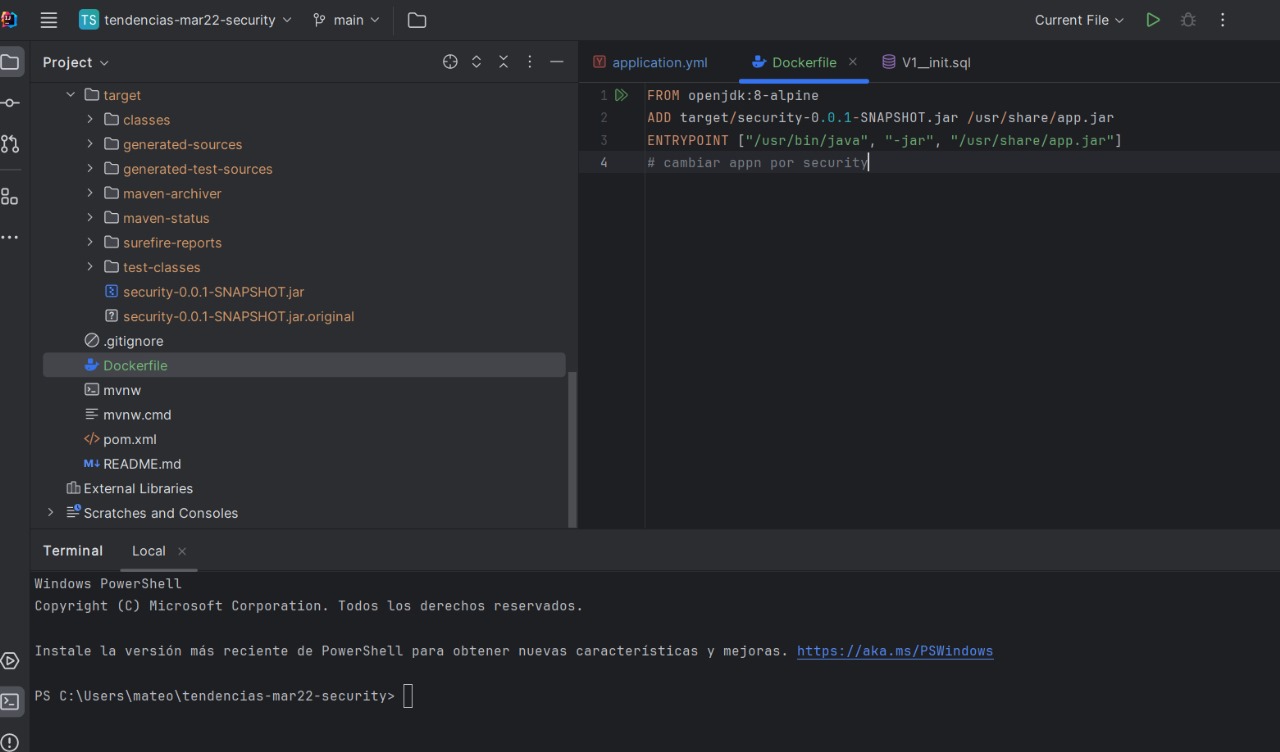 TS tendencias-mar22-security main Current File
Project
target
classes
generated-sources
generated-test-sources
maven-archiver
maven-status
surefire-reports
test-classes
security-0.0.1-SNAPSHOT.jar
security-0.0.1-SNAPSHOT.jar.original
.gitignore
Dockerfile
mvnw
mvnw.cmd
</> pom.xml
M↓ README.md
External Libraries
Scratches and Consoles
application.yml Dockerfile V1__init.sql
1 FROM openjdk:8-alpine
2 ADD target/security-0.0.1-SNAPSHOT.jar /usr/share/app.jar
3 ENTRYPOINT ["/usr/bin/java", "-jar", "/usr/share/app.jar"]
4 # cambiar appn por security
Terminal Local
Windows PowerShell
Copyright (C) Microsoft Corporation. Todos los derechos reservados.
Instale la versión más reciente de PowerShell para obtener nuevas características y mejoras. https://aka.ms/PSWindows
PS C:\Users\mateo\tendencias-mar22-security>